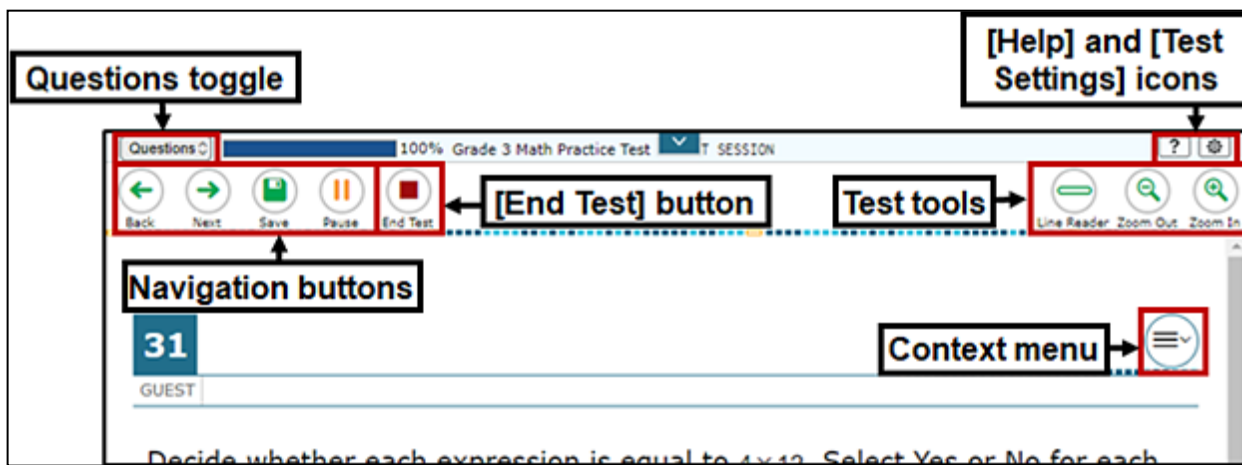 [Help] and [Test
Settings] icons
Questions toggle
Questions 100% Grade 3 Math Practice Test T SESSION ?
Back Next Save Pause End Test
[End Test] button
Test tools
Line Reader Zoom Out Zoom In
Navigation buttons
31
Context menu
GUEST
Decide whether each expression is equal to 4×12. Select Yes or No for each